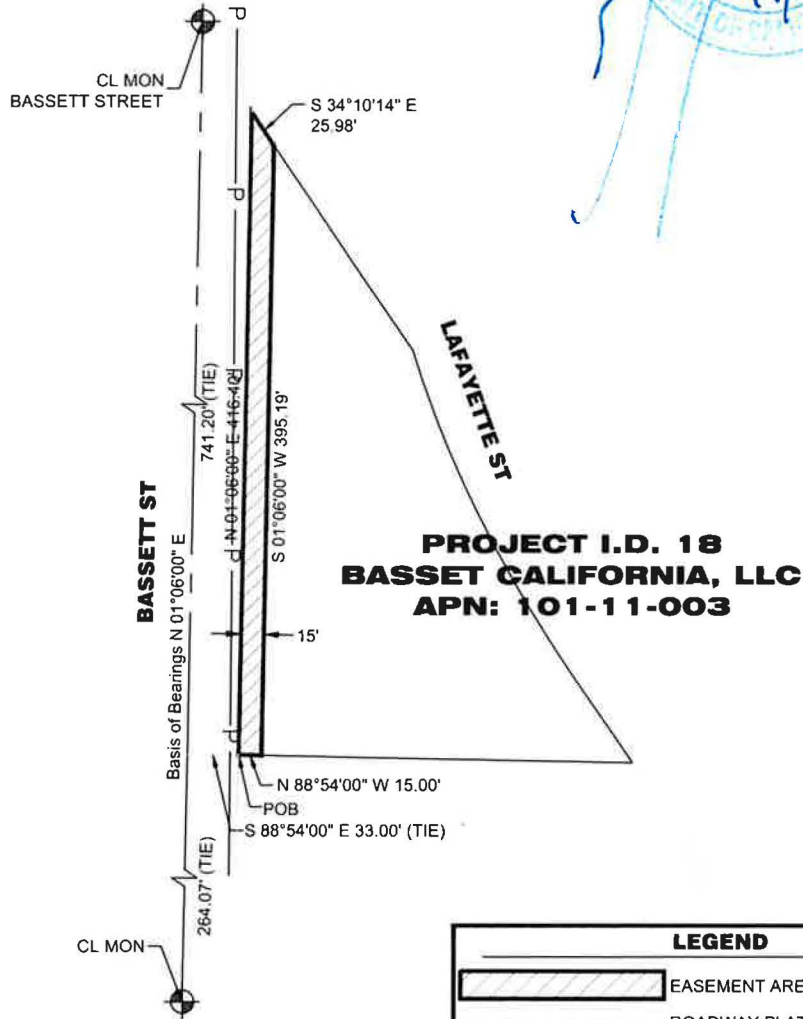 P
CL MON
BASSETT STREET
S 34°10'14" E
25.98'
P
LAFAYETTE ST
741.20' (TIE)
P
N 01°06'00" E 416.40'
S 01°06'00" W 395.19'
BASSETT ST
Basis of Bearings N 01°06'00" E
P
PROJECT I.D. 18
BASSET CALIFORNIA, LLC
APN: 101-11-003
15'
P
N 88°54'00" W 15.00'
POB
S 88°54'00" E 33.00' (TIE)
264.07' (TIE)
CL MON
LEGEND
EASEMENT ARE